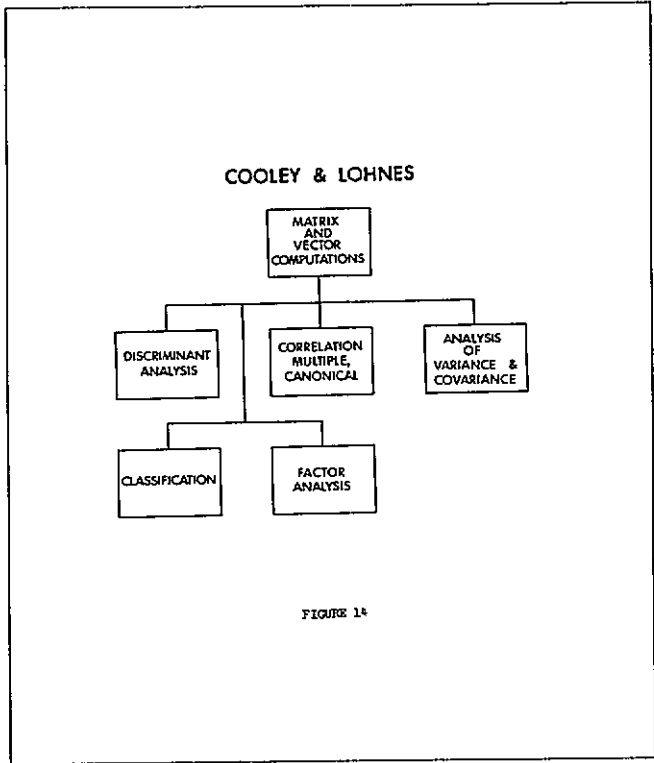 COOLEY & LOHNES
MATRIX
AND
VECTOR
COMPUTATIONS
DISCRIMINANT
ANALYSIS
CORRELATION
MULTIPLE,
CANONICAL
ANALYSIS
OF
VARIANCE &
COVARIANCE
CLASSIFICATION
FACTOR
ANALYSIS
FIGURE 14